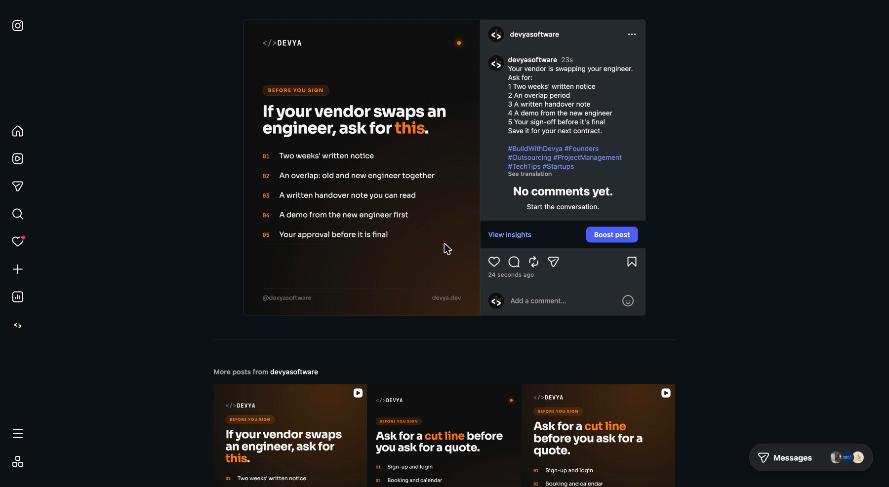 </>DEVYA
BEFORE YOU SIGN
If your vendor swaps an
engineer, ask for this.
01 Two weeks' written notice
02 An overlap: old and new engineer together
03 A written handover note you can read
04 A demo from the new engineer first
05 Your approval before it is final
@devyasoftware devya.dev
devyasoftware
devyasoftware 23s
Your vendor is swapping your engineer.
Ask for:
1 Two weeks' written notice
2 An overlap period
3 A written handover note
4 A demo from the new engineer
5 Your sign-off before it's final
Save it for your next contract.
#BuildWithDevya #Founders
#Outsourcing #ProjectManagement
#TechTips #Startups
See translation
No comments yet.
Start the conversation.
View insights Boost post
24 seconds ago
Add a comment...
More posts from devyasoftware
</>DEVYA
BEFORE YOU SIGN
If your vendor swaps
an engineer, ask for
this.
01 Two weeks' written notice
</>DEVYA
BEFORE YOU SIGN
Ask for a cut line before
you ask for a quote.
01 Sign-up and login
02 Booking and calendar
</>DEVYA
BEFORE YOU SIGN
Ask for a cut line
before you ask for a
quote.
01 Sign-up and login
02 Booking and calendar
Messages